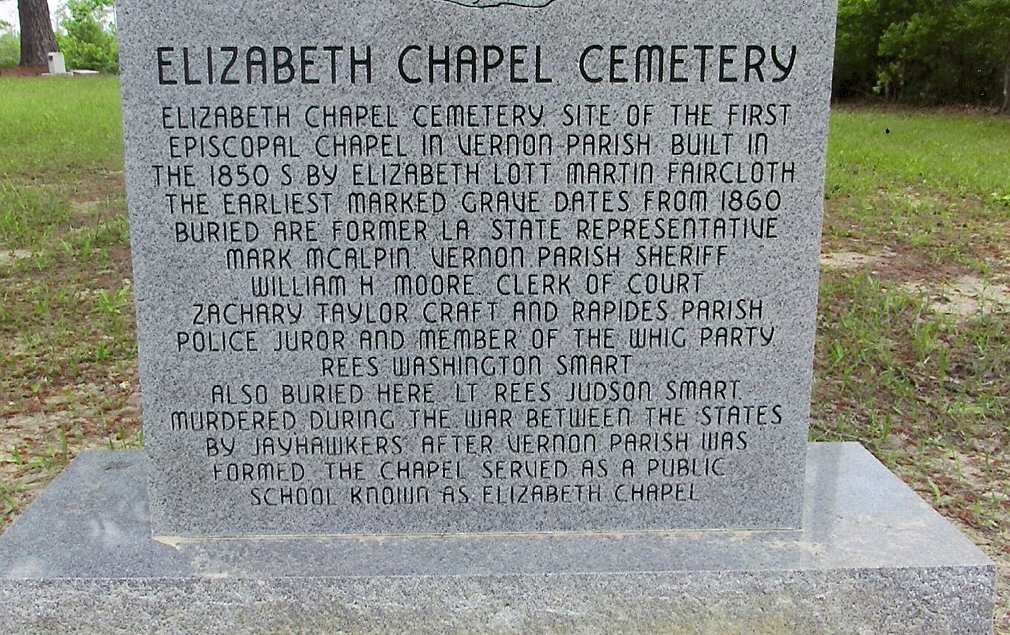 ELIZABETH CHAPEL CEMETERY
ELIZABETH CHAPEL CEMETERY, SITE OF THE FIRST
EPISCOPAL CHAPEL IN VERNON PARISH BUILT IN
THE 1850'S BY ELIZABETH LOTT MARTIN FAIRCLOTH
THE EARLIEST MARKED GRAVE DATES FROM 1860
BURIED ARE FORMER LA. STATE REPRESENTATIVE
MARK MCALPIN, VERNON PARISH SHERIFF
WILLIAM H. MOORE, CLERK OF COURT
ZACHARY TAYLOR CRAFT AND RAPIDES PARISH
POLICE JUROR AND MEMBER OF THE WHIG PARTY,
REES WASHINGTON SMART.
ALSO BURIED HERE, LT. REES JUDSON SMART,
MURDERED DURING THE WAR BETWEEN THE STATES
BY JAYHAWKERS. AFTER VERNON PARISH WAS
FORMED, THE CHAPEL SERVED AS A PUBLIC
SCHOOL KNOWN AS ELIZABETH CHAPEL.